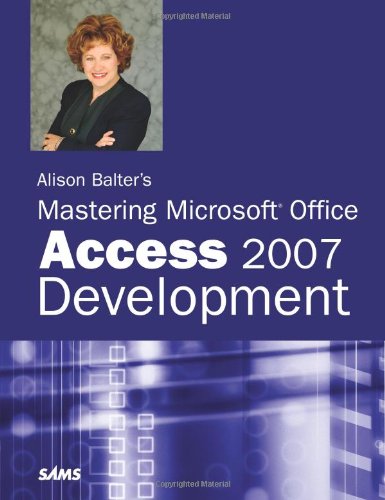 Alison Balter's
Mastering Microsoft® Office
Access 2007
Development
SAMS